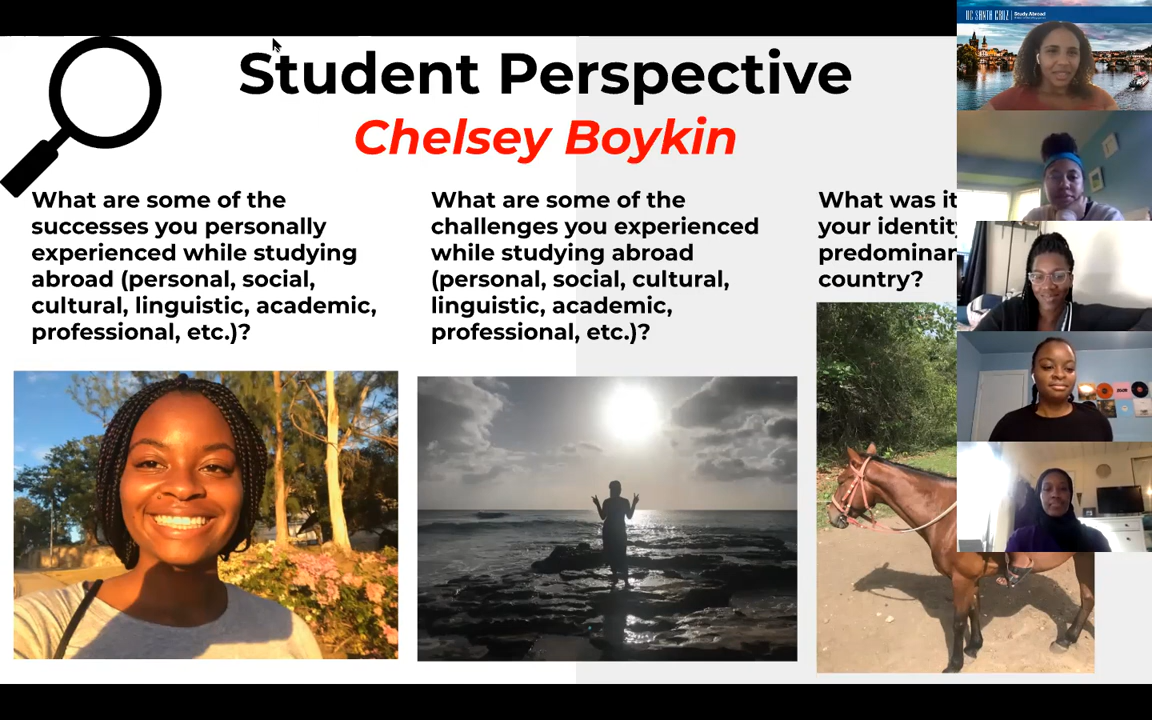 UC SANTA CRUZ | Study Abroad
Student Perspective
Chelsey Boykin
What are some of the
successes you personally
experienced while studying
abroad (personal, social,
cultural, linguistic, academic,
professional, etc.)?
What are some of the
challenges you experienced
while studying abroad
(personal, social, cultural,
linguistic, academic,
professional, etc.)?
What was it
your identity
predominan
country?